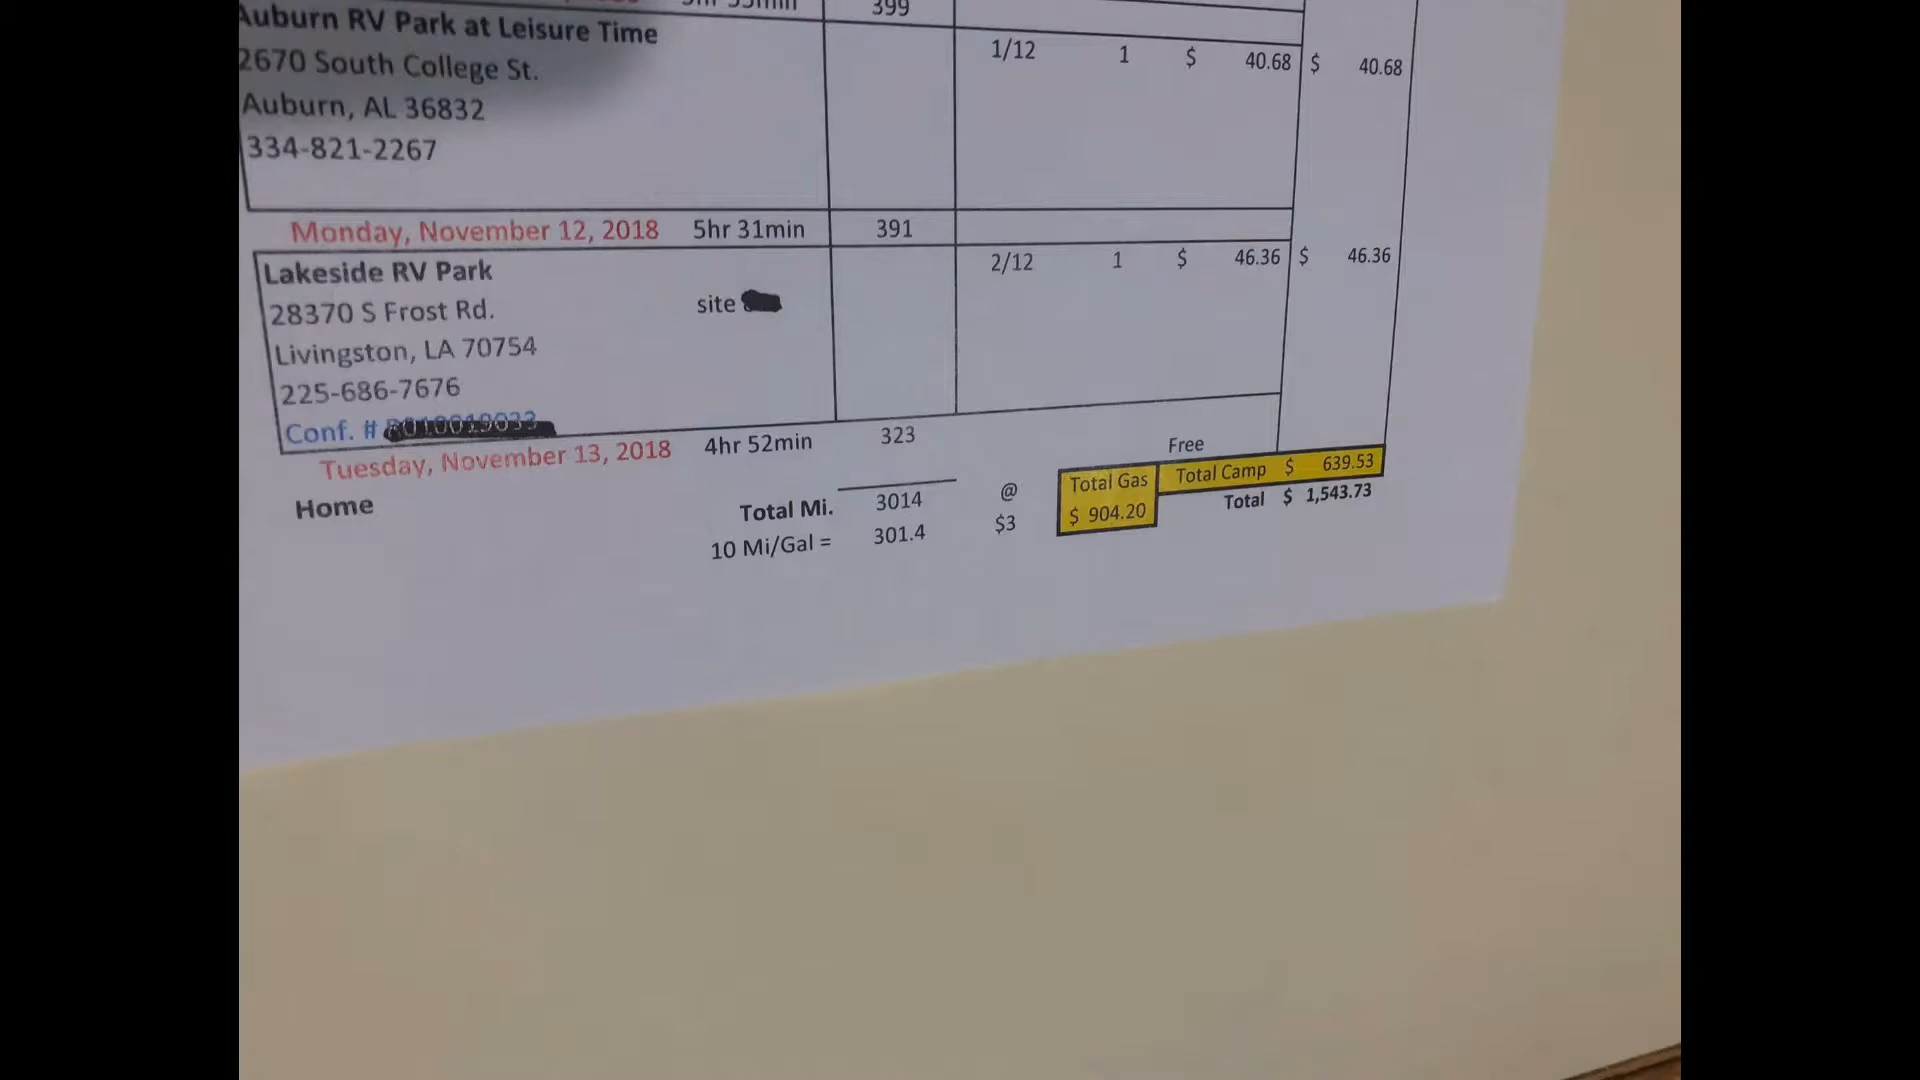 399
Auburn RV Park at Leisure Time
1/12 1 $ 40.68 $ 40.68
2670 South College St.
Auburn, AL 36832
334-821-2267
Monday, November 12, 2018 5hr 31min 391
Lakeside RV Park 2/12 1 $ 46.36 $ 46.36
28370 S Frost Rd. site
Livingston, LA 70754
225-686-7676
Conf. #
Tuesday, November 13, 2018 4hr 52min 323 Free
Home Total Mi. 3014 @ Total Gas Total Camp $ 639.53
10 Mi/Gal = 301.4 $3 $ 904.20 Total $ 1,543.73